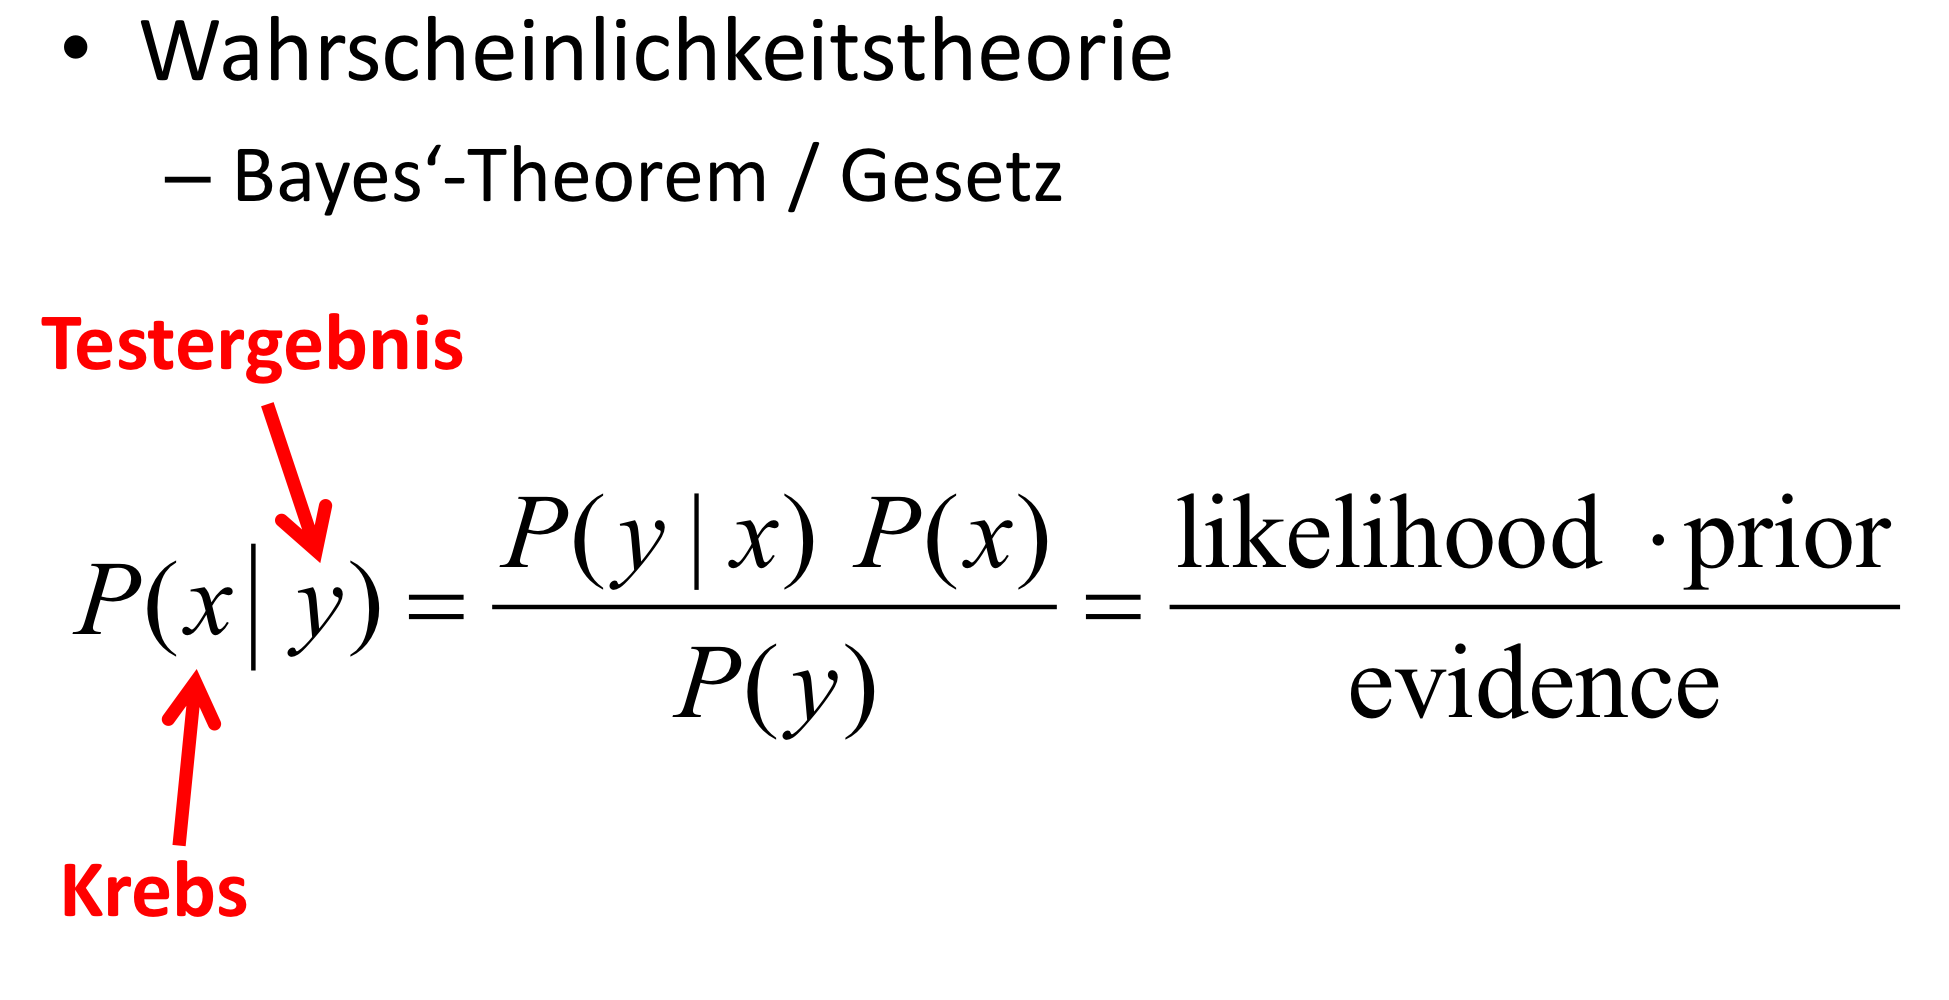 • Wahrscheinlichkeitstheorie
– Bayes‘-Theorem / Gesetz
Testergebnis
P(x| y) = P(y | x) P(x) / P(y) = likelihood · prior / evidence
Krebs